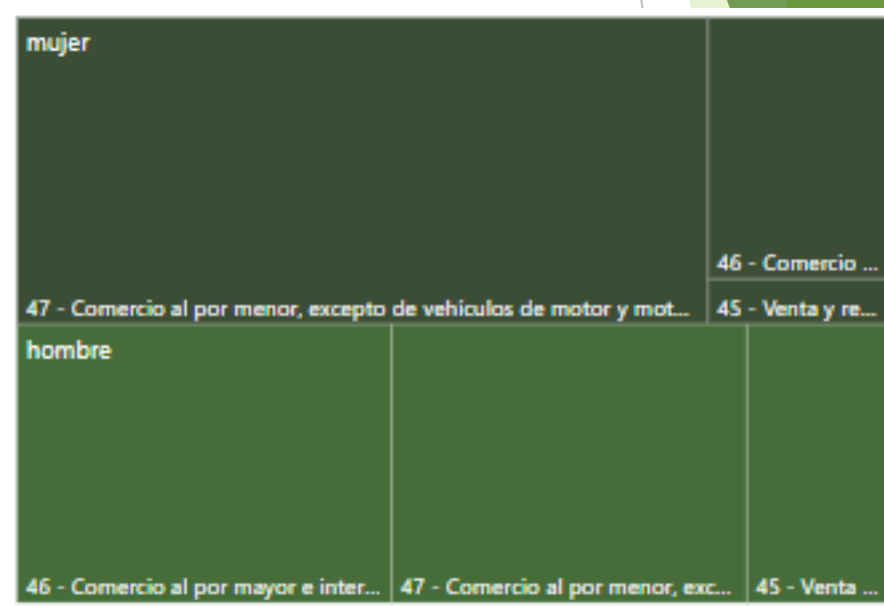 mujer
46 - Comercio ...
47 - Comercio al por menor, excepto de vehiculos de motor y mot...
45 - Venta y re...
hombre
46 - Comercio al por mayor e inter...
47 - Comercio al por menor, exc...
45 - Venta ...